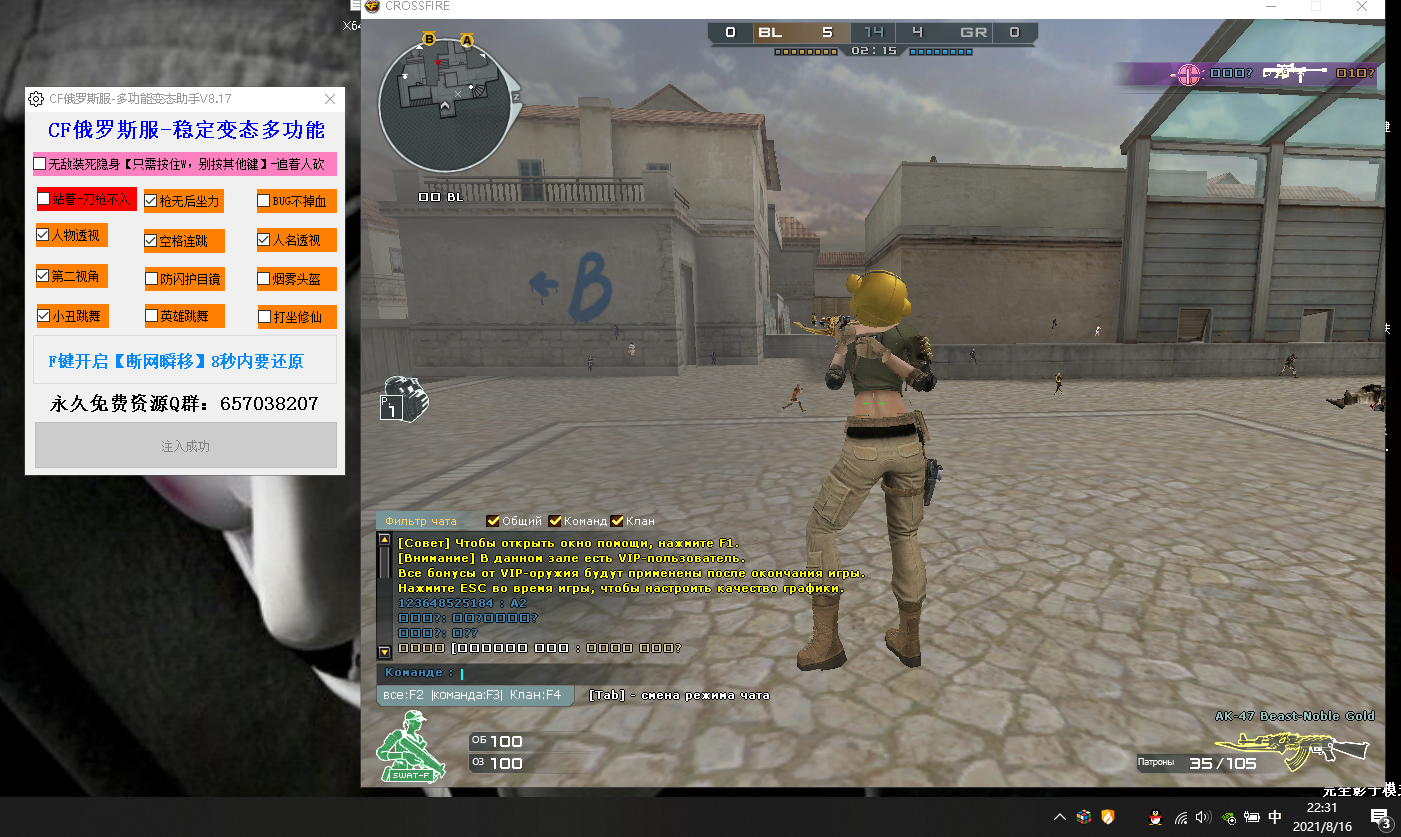 CROSSFIRE
X64
CF俄罗斯服-多功能变态助手V8.17
CF俄罗斯服-稳定变态多功能
无敌装死隐身【只需按住W，别按其他键】-追着人砍
站着-刀枪不入
枪无后坐力
BUG不掉血
人物透视
空格连跳
人名透视
第二视角
防闪护目镜
烟雾头盔
小丑跳舞
英雄跳舞
打坐修仙
F键开启【断网瞬移】8秒内要还原
永久免费资源Q群：657038207
注入成功
0 BL 5 14 4 GR 0
02:15
B A
2
□□□? □1□?
□□ BL
B
P
1
Фильтр чата Общий Команд Клан
[Совет] Чтобы открыть окно помощи, нажмите F1.
[Внимание] В данном зале есть VIP-пользователь.
Все бонусы от VIP-оружия будут применены после окончания игры.
Нажмите ESC во время игры, чтобы настроить качество графики.
123648525184 : A2
□□□?: □□?□□□□?
□□□?: □??
□□□□ [□□□□□□ □□□ : □□□□ □□□?
Команде :
все:F2 |команда:F3| Клан:F4 [Tab] - смена режима чата
SWAT-F
ОБ 100
ОЗ 100
AK-47 Beast-Noble Gold
Патроны 35/105
完全影子模式
中
22:31
2021/8/16
3